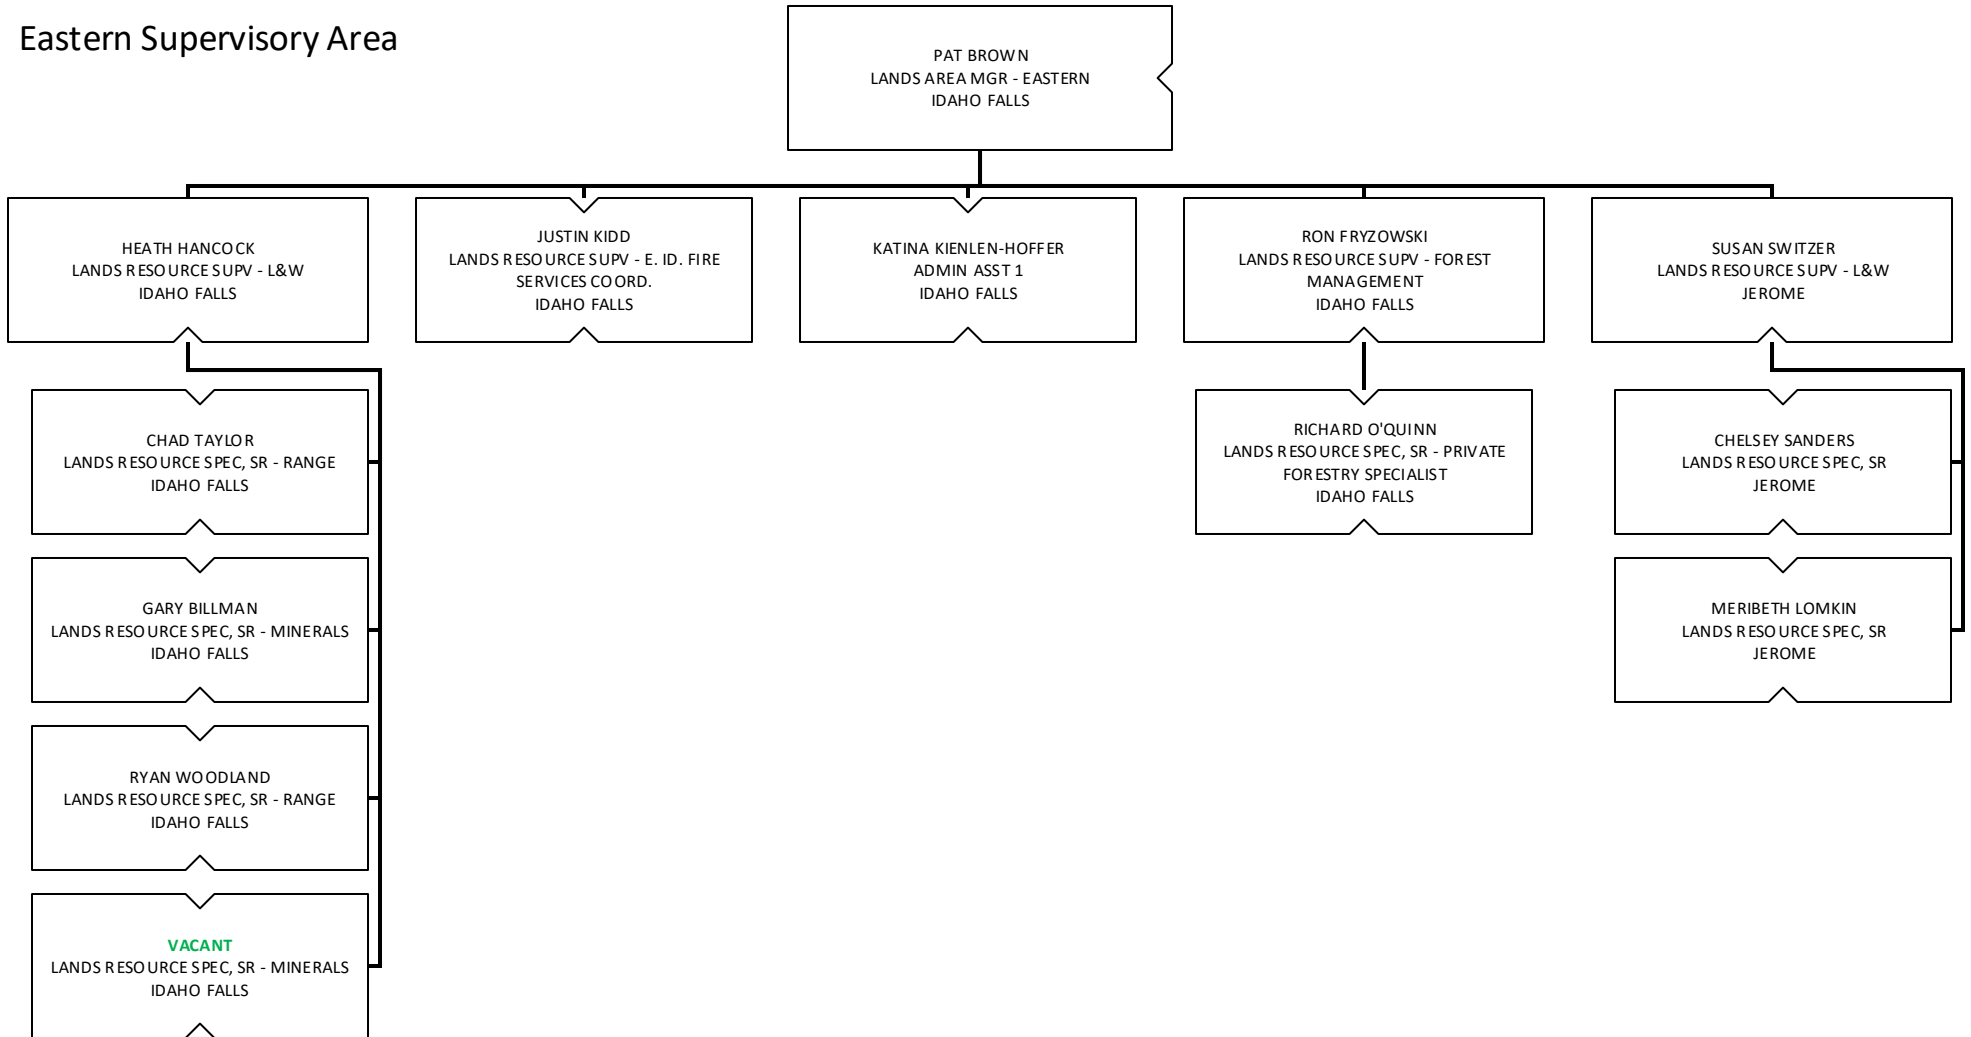 Eastern Supervisory Area
PAT BROWN
LANDS AREA MGR - EASTERN
IDAHO FALLS
HEATH HANCOCK
LANDS RESOURCE SUPV - L&W
IDAHO FALLS
JUSTIN KIDD
LANDS RESOURCE SUPV - E. ID. FIRE
SERVICES COORD.
IDAHO FALLS
KATINA KIENLEN-HOFFER
ADMIN ASST 1
IDAHO FALLS
RON FRYZOWSKI
LANDS RESOURCE SUPV - FOREST
MANAGEMENT
IDAHO FALLS
SUSAN SWITZER
LANDS RESOURCE SUPV - L&W
JEROME
CHAD TAYLOR
LANDS RESOURCE SPEC, SR - RANGE
IDAHO FALLS
RICHARD O'QUINN
LANDS RESOURCE SPEC, SR - PRIVATE
FORESTRY SPECIALIST
IDAHO FALLS
CHELSEY SANDERS
LANDS RESOURCE SPEC, SR
JEROME
GARY BILLMAN
LANDS RESOURCE SPEC, SR - MINERALS
IDAHO FALLS
MERIBETH LOMKIN
LANDS RESOURCE SPEC, SR
JEROME
RYAN WOODLAND
LANDS RESOURCE SPEC, SR - RANGE
IDAHO FALLS
VACANT
LANDS RESOURCE SPEC, SR - MINERALS
IDAHO FALLS